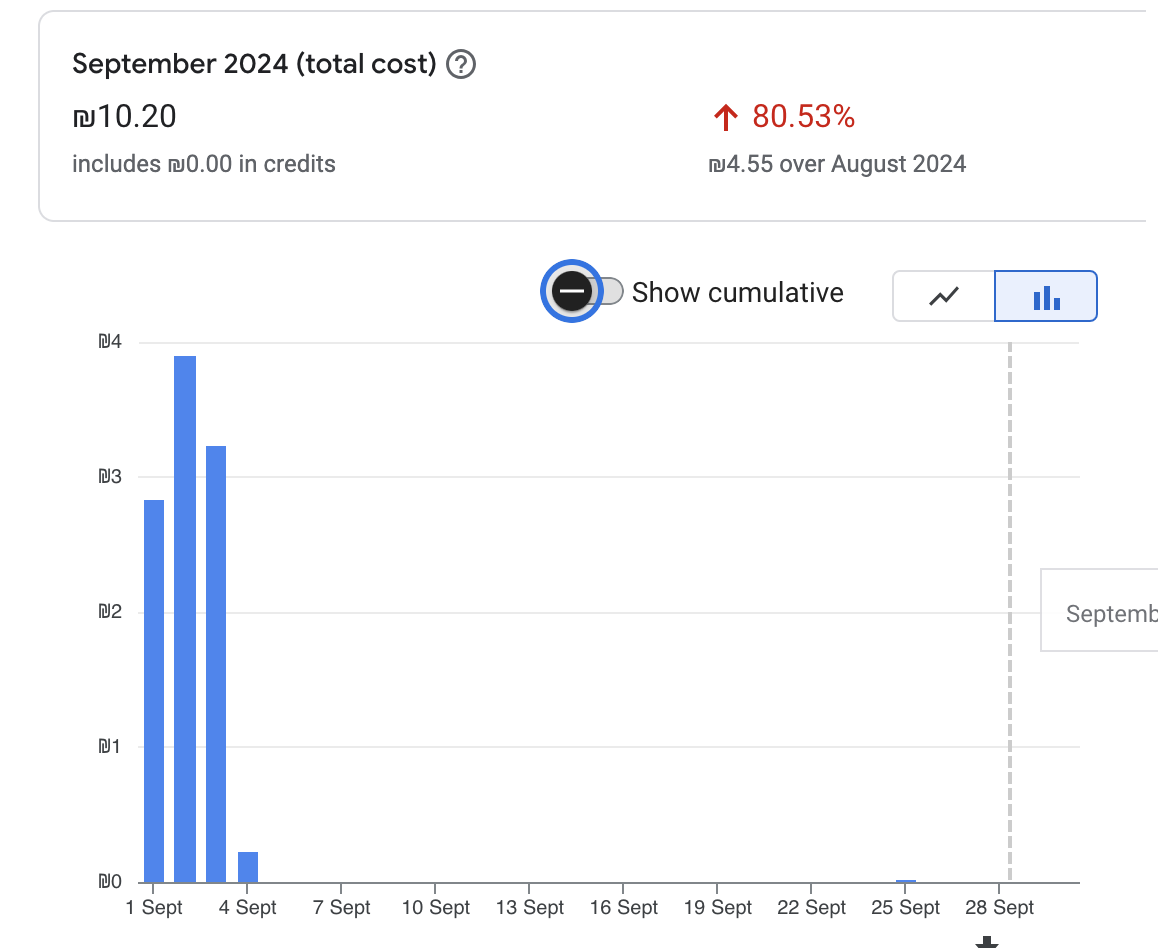 September 2024 (total cost) ?
₪10.20
80.53%
includes ₪0.00 in credits
₪4.55 over August 2024
Show cumulative
₪4
₪3
₪2
Septemb
₪1
₪0
1 Sept 4 Sept 7 Sept 10 Sept 13 Sept 16 Sept 19 Sept 22 Sept 25 Sept 28 Sept